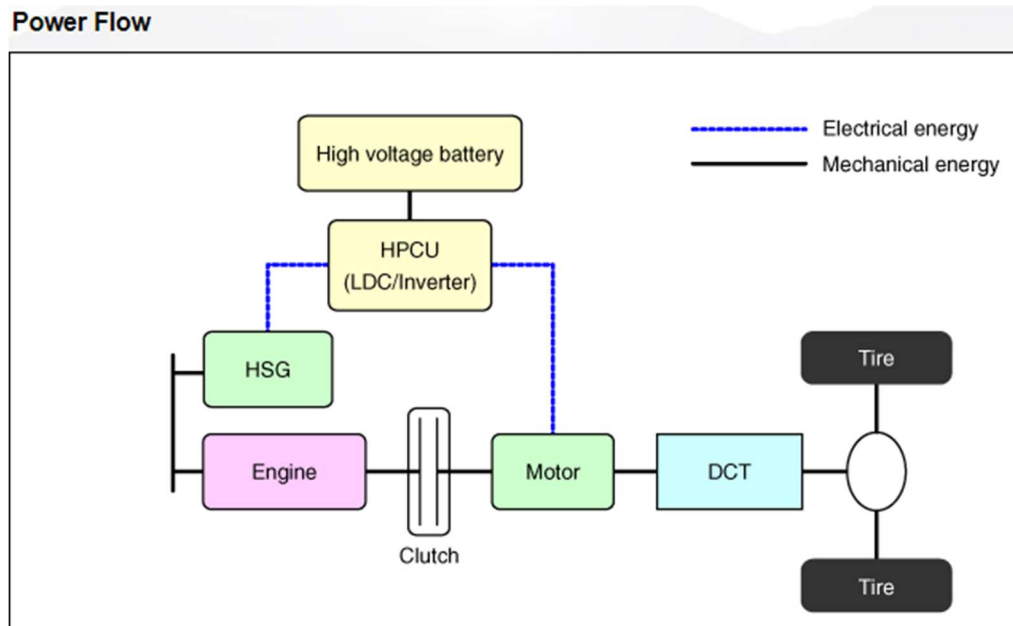 Power Flow
High voltage battery
Electrical energy
Mechanical energy
HPCU
(LDC/Inverter)
HSG
Tire
Engine
Motor
DCT
Clutch
Tire